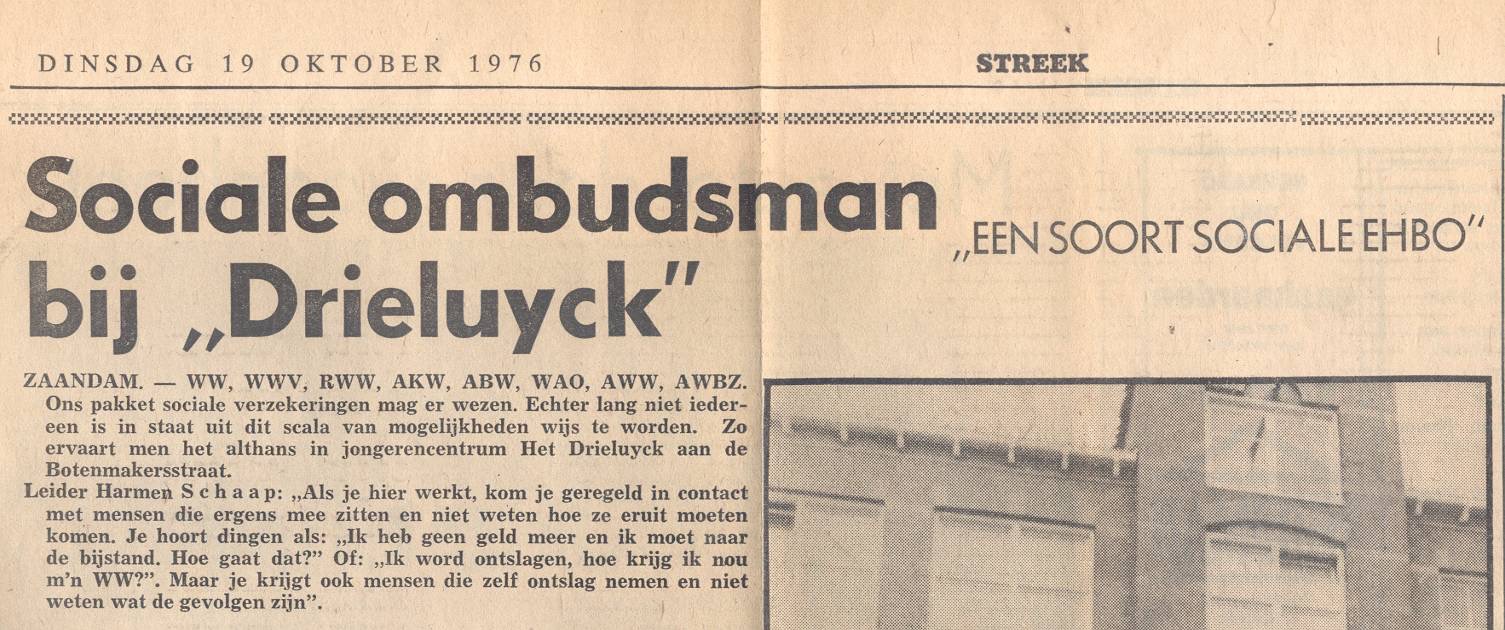 DINSDAG 19 OKTOBER 1976
STREEK
Sociale ombudsman
bij „Drieluyck”
„EEN SOORT SOCIALE EHBO”
ZAANDAM. — WW, WWV, RWW, AKW, ABW, WAO, AWW, AWBZ.
Ons pakket sociale verzekeringen mag er wezen. Echter lang niet ieder-
een is in staat uit dit scala van mogelijkheden wijs te worden. Zo
ervaart men het althans in jongerencentrum Het Drieluyck aan de
Botenmakersstraat.
Leider Harmen Schaap: „Als je hier werkt, kom je geregeld in contact
met mensen die ergens mee zitten en niet weten hoe ze eruit moeten
komen. Je hoort dingen als: „Ik heb geen geld meer en ik moet naar
de bijstand. Hoe gaat dat?” Of: „Ik word ontslagen, hoe krijg ik nou
m'n WW?”. Maar je krijgt ook mensen die zelf ontslag nemen en niet
weten wat de gevolgen zijn”.